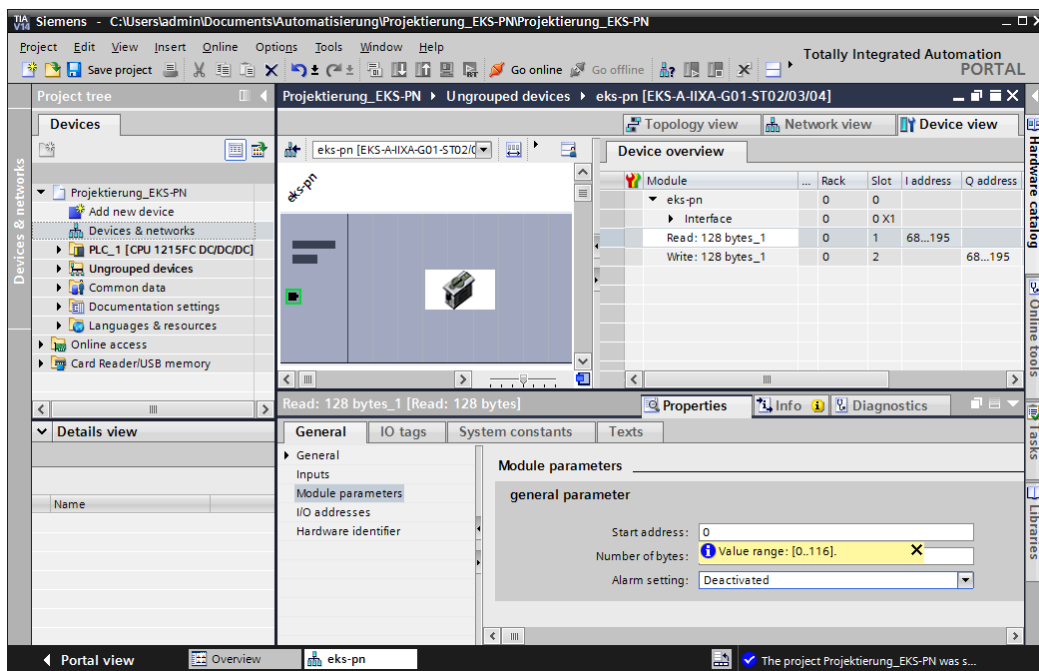 TIA V14 Siemens - C:\Users\admin\Documents\Automatisierung\Projektierung_EKS-PN\Projektierung_EKS-PN
Project Edit View Insert Online Options Tools Window Help
Totally Integrated Automation
PORTAL
Save project Go online Go offline
Project tree
Projektierung_EKS-PN Ungrouped devices eks-pn [EKS-A-IIXA-G01-ST02/03/04]
Devices
Topology view Network view Device view
eks-pn [EKS-A-IIXA-G01-ST02/0
Device overview
eks-pn
Module ... Rack Slot I address Q address
eks-pn 0 0
Interface 0 0 X1
Read: 128 bytes_1 0 1 68...195
Write: 128 bytes_1 0 2 68...195
Projektierung_EKS-PN
Add new device
Devices & networks
PLC_1 [CPU 1215FC DC/DC/DC]
Ungrouped devices
Common data
Documentation settings
Languages & resources
Online access
Card Reader/USB memory
Devices & networks
Details view
Name
Read: 128 bytes_1 [Read: 128 bytes]
Properties Info Diagnostics
General IO tags System constants Texts
General
Inputs
Module parameters
I/O addresses
Hardware identifier
Module parameters
general parameter
Start address: 0
Number of bytes:
Value range: [0..116].
Alarm setting: Deactivated
Hardware catalog
Online tools
Tasks
Libraries
Portal view Overview eks-pn The project Projektierung_EKS-PN was s...